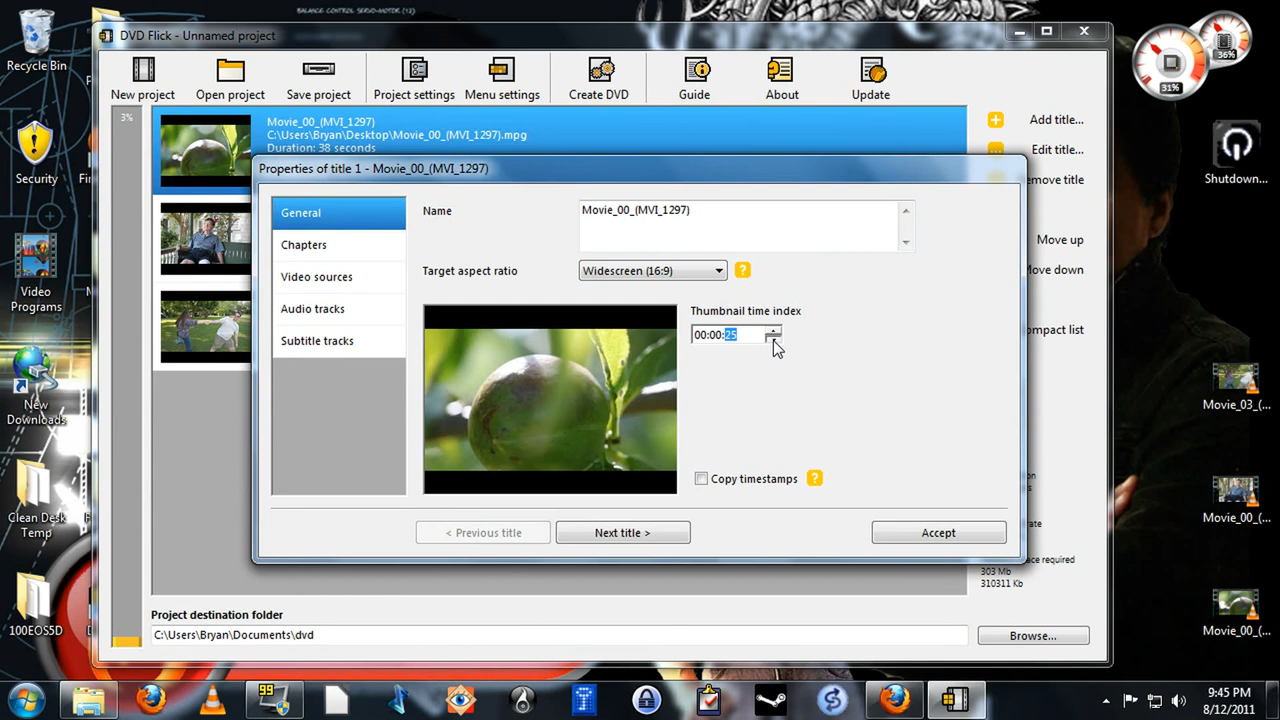 BALANCE CONTROL SERVO-MOTOR (12)
DVD Flick - Unnamed project
New project
Open project
Save project
Project settings
Menu settings
Create DVD
Guide
About
Update
3%
Movie_00_(MVI_1297)
C:\Users\Bryan\Desktop\Movie_00_(MVI_1297).mpg
Duration: 38 seconds
Add title...
Edit title...
emove title
Move up
Move down
ompact list
Properties of title 1 - Movie_00_(MVI_1297)
General
Chapters
Video sources
Audio tracks
Subtitle tracks
Name
Movie_00_(MVI_1297)
Target aspect ratio
Widescreen (16:9)
?
Thumbnail time index
00:00:25
Copy timestamps
?
< Previous title
Next title >
Accept
ace required
303 Mb
310311 Kb
Project destination folder
C:\Users\Bryan\Documents\dvd
Browse...
Recycle Bin
Security
Video
Programs
New
Downloads
Clean Desk
Temp
100EOS5D
36%
31%
Shutdown...
Movie_03_(...
Movie_00_(...
Movie_00_(...
99
9:45 PM
8/12/2011